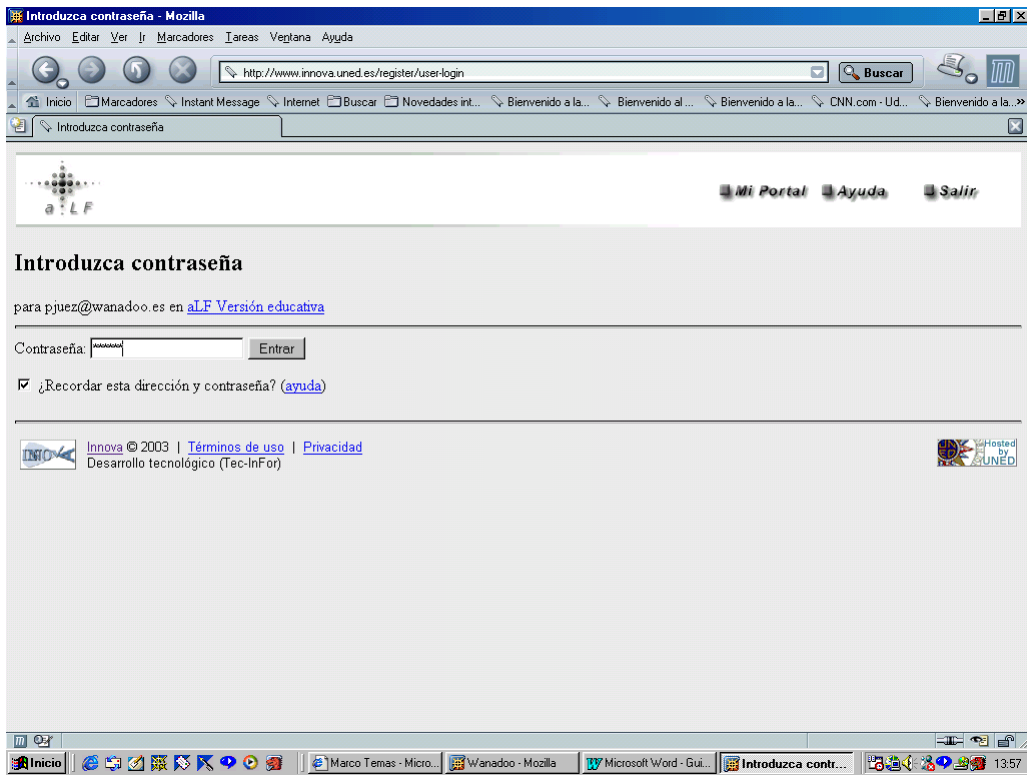 Introduzca contraseña - Mozilla
Archivo Editar Ver Ir Marcadores Tareas Ventana Ayuda
http://www.innova.uned.es/register/user-login
Buscar
Inicio Marcadores Instant Message Internet Buscar Novedades int... Bienvenido a la... Bienvenido al ... Bienvenido a la... CNN.com - Ud... Bienvenido a la...
Introduzca contraseña
aLF
Mi Portal Ayuda Salir
Introduzca contraseña
para pjuez@wanadoo.es en aLF Versión educativa
Contraseña: ****** Entrar
¿Recordar esta dirección y contraseña? (ayuda)
INNOVA Innova © 2003 | Términos de uso | Privacidad
Desarrollo tecnológico (Tec-InFor)
Hosted
by
UNED
Inicio Marco Temas - Micro... Wanadoo - Mozilla Microsoft Word - Gui... Introduzca contr... 13:57